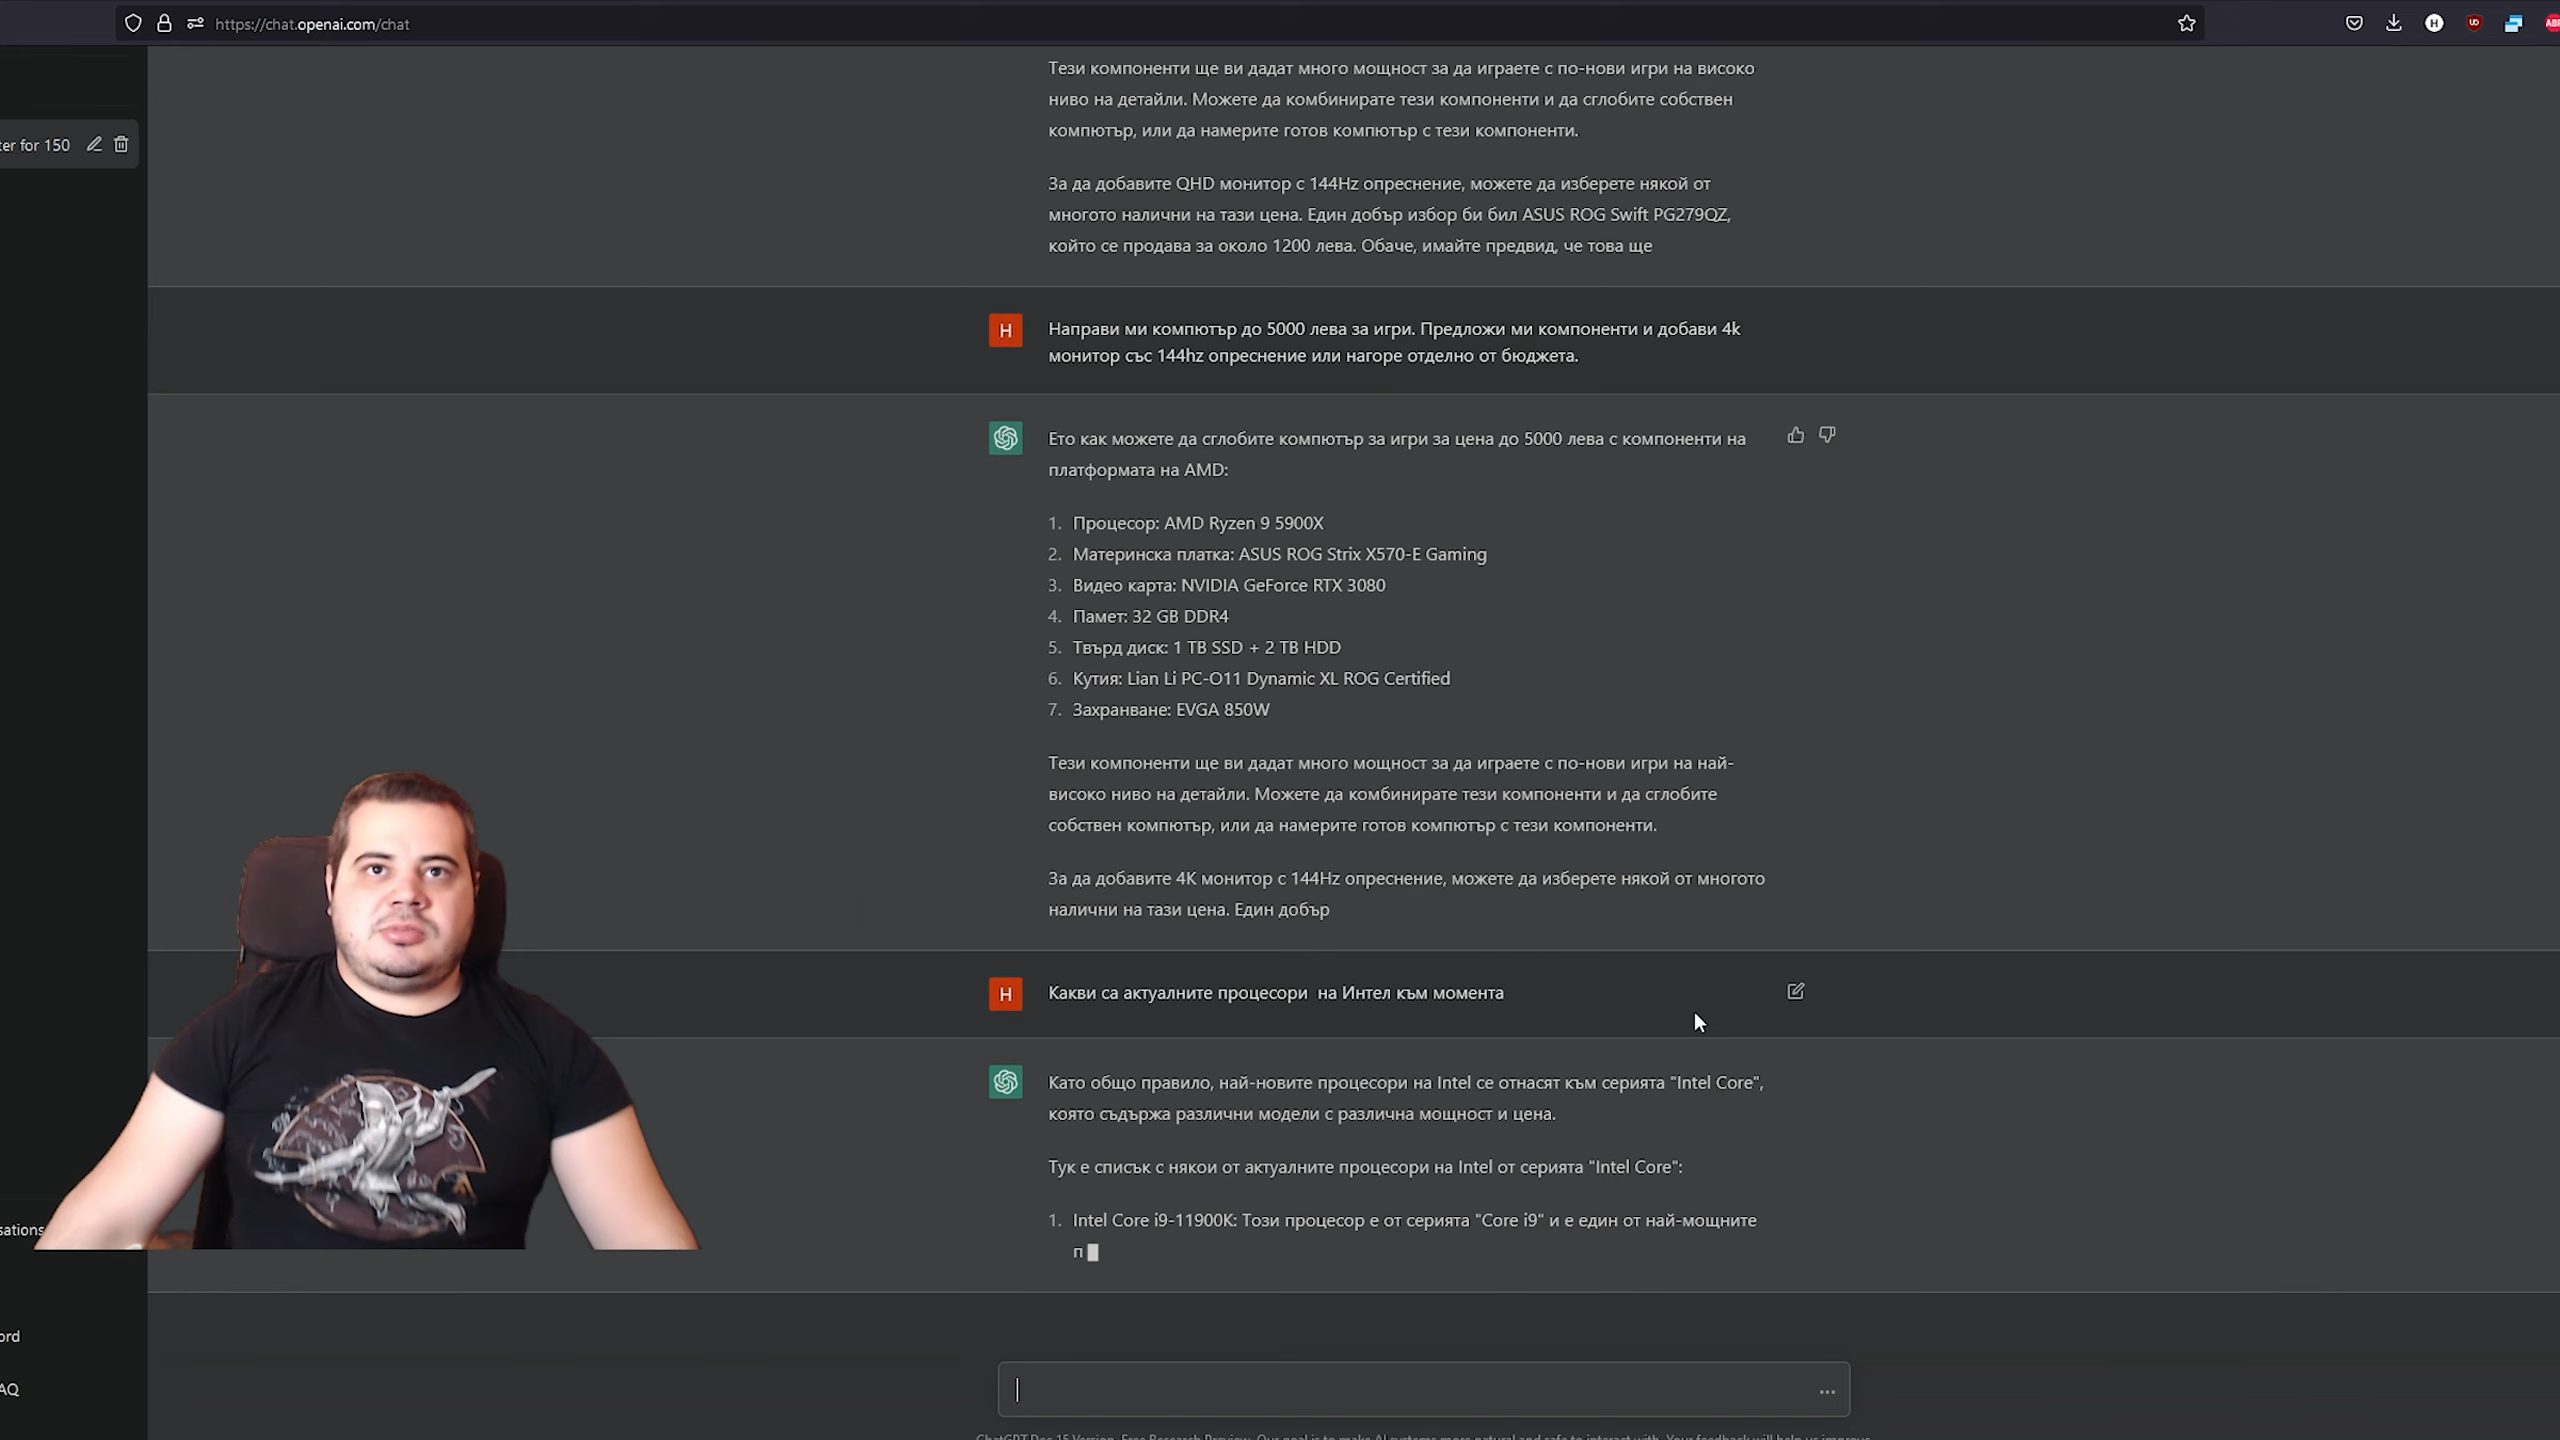 https://chat.openai.com/chat
ter for 150
Тези компоненти ще ви дадат много мощност за да играете с по-нови игри на високо
ниво на детайли. Можете да комбинирате тези компоненти и да сглобите собствен
компютър, или да намерите готов компютър с тези компоненти.
За да добавите QHD монитор с 144Hz опреснение, можете да изберете някой от
многото налични на тази цена. Един добър избор би бил ASUS ROG Swift PG279QZ,
който се продава за около 1200 лева. Обаче, имайте предвид, че това ще
H
Направи ми компютър до 5000 лева за игри. Предложи ми компоненти и добави 4k
монитор със 144hz опреснение или нагоре отделно от бюджета.
Ето как можете да сглобите компютър за игри за цена до 5000 лева с компоненти на
платформата на AMD:
1. Процесор: AMD Ryzen 9 5900X
2. Материнска платка: ASUS ROG Strix X570-E Gaming
3. Видео карта: NVIDIA GeForce RTX 3080
4. Памет: 32 GB DDR4
5. Твърд диск: 1 TB SSD + 2 TB HDD
6. Кутия: Lian Li PC-O11 Dynamic XL ROG Certified
7. Захранване: EVGA 850W
Тези компоненти ще ви дадат много мощност за да играете с по-нови игри на най-
високо ниво на детайли. Можете да комбинирате тези компоненти и да сглобите
собствен компютър, или да намерите готов компютър с тези компоненти.
За да добавите 4K монитор с 144Hz опреснение, можете да изберете някой от многото
налични на тази цена. Един добър
H
Какви са актуалните процесори на Интел към момента
Като общо правило, най-новите процесори на Intel се отнасят към серията "Intel Core",
която съдържа различни модели с различна мощност и цена.
Тук е списък с някои от актуалните процесори на Intel от серията "Intel Core":
1. Intel Core i9-11900K: Този процесор е от серията "Core i9" и е един от най-мощните
п
sations
ord
AQ